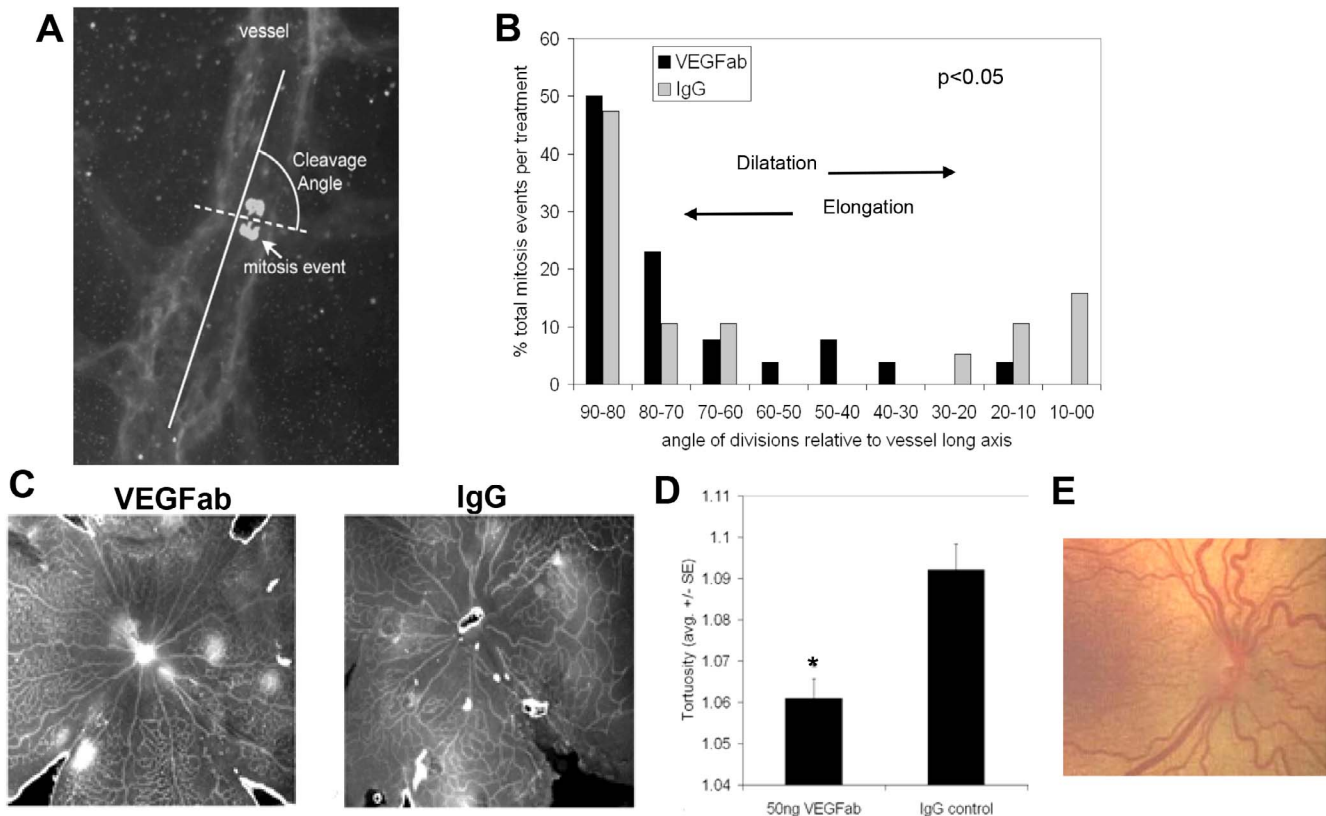 A
vessel
Cleavage
Angle
mitosis event
B
60
50
40
30
20
10
0
% total mitosis events per treatment
VEGFab
IgG
p<0.05
Dilatation
Elongation
90-80 80-70 70-60 60-50 50-40 40-30 30-20 20-10 10-00
angle of divisions relative to vessel long axis
C
VEGFab
IgG
D
1.11
1.1
1.09
1.08
1.07
1.06
1.05
1.04
Tortuosity (avg. +/- SE)
*
50ng VEGFab IgG control
E